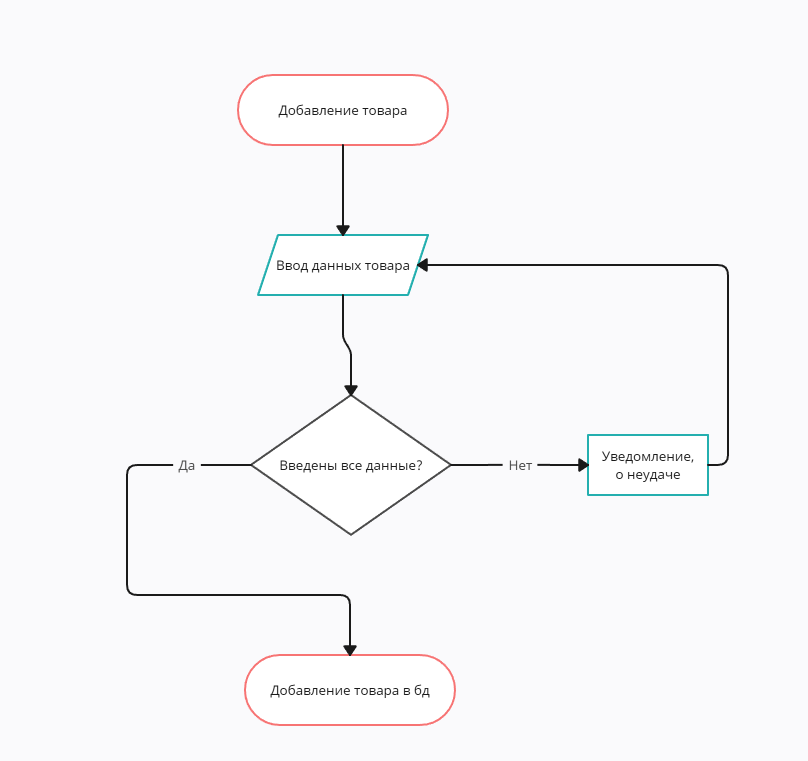 Добавление товара
Ввод данных товара
Введены все данные?
Да
Нет
Уведомление,
о неудаче
Добавление товара в бд